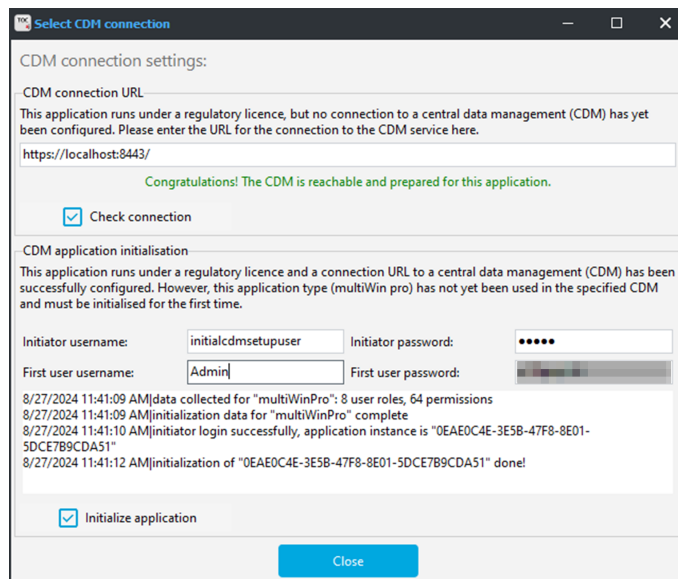 TOC
Select CDM connection
CDM connection settings:
CDM connection URL
This application runs under a regulatory licence, but no connection to a central data management (CDM) has yet
been configured. Please enter the URL for the connection to the CDM service here.
https://localhost:8443/
Congratulations! The CDM is reachable and prepared for this application.
Check connection
CDM application initialisation
This application runs under a regulatory licence and a connection URL to a central data management (CDM) has been
successfully configured. However, this application type (multiWin pro) has not yet been used in the specified CDM
and must be initialised for the first time.
Initiator username: initialcdmsetupuser Initiator password: •••••
First user username: Admin First user password:
8/27/2024 11:41:09 AM|data collected for "multiWinPro": 8 user roles, 64 permissions
8/27/2024 11:41:09 AM|initialization data for "multiWinPro" complete
8/27/2024 11:41:10 AM|initiator login successfully, application instance is "0EAE0C4E-3E5B-47F8-8E01-
5DCE7B9CDA51"
8/27/2024 11:41:12 AM|initialization of "0EAE0C4E-3E5B-47F8-8E01-5DCE7B9CDA51" done!
Initialize application
Close